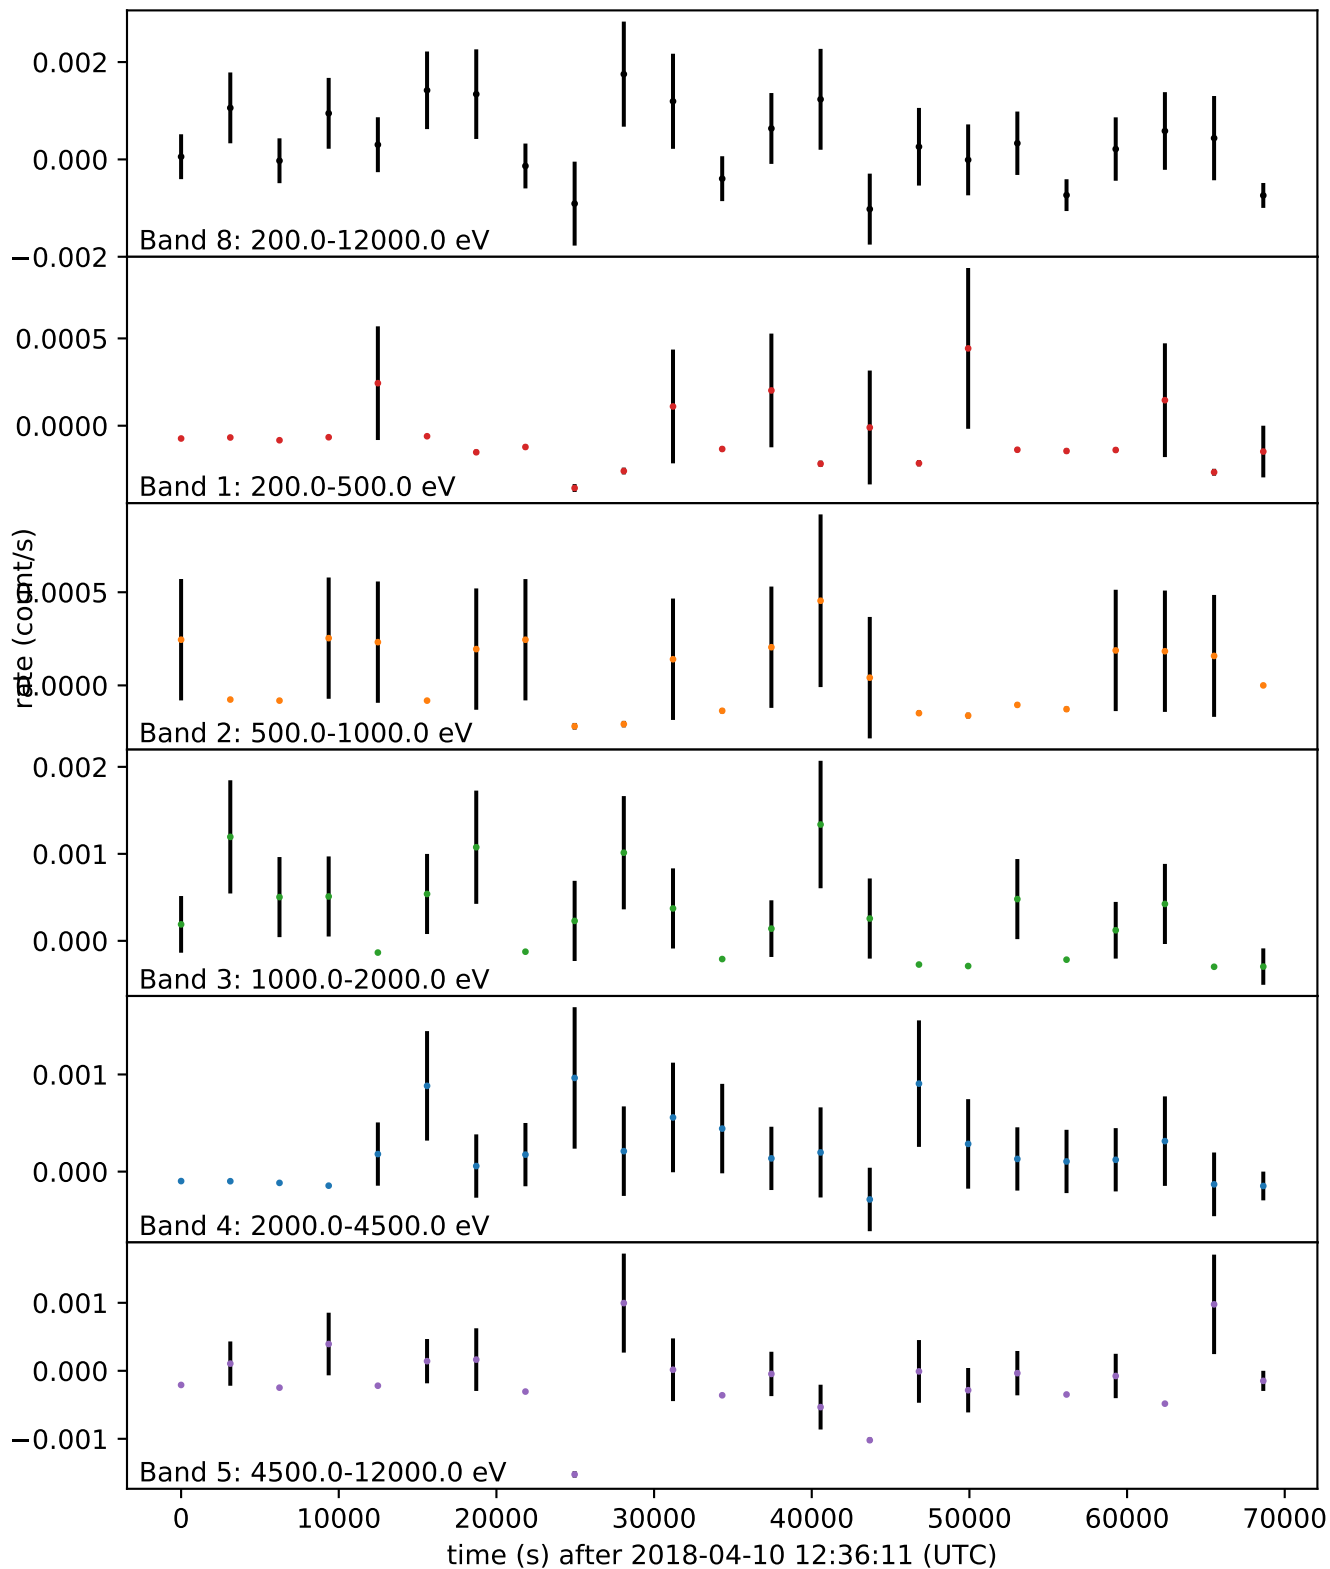 0.002
0.000
−0.002
Band 8: 200.0-12000.0 eV
0.0005
0.0000
Band 1: 200.0-500.0 eV
rate (count/s)
0.0005
0.0000
Band 2: 500.0-1000.0 eV
0.002
0.001
0.000
Band 3: 1000.0-2000.0 eV
0.001
0.000
Band 4: 2000.0-4500.0 eV
0.001
0.000
−0.001
Band 5: 4500.0-12000.0 eV
0 10000 20000 30000 40000 50000 60000 70000
time (s) after 2018-04-10 12:36:11 (UTC)